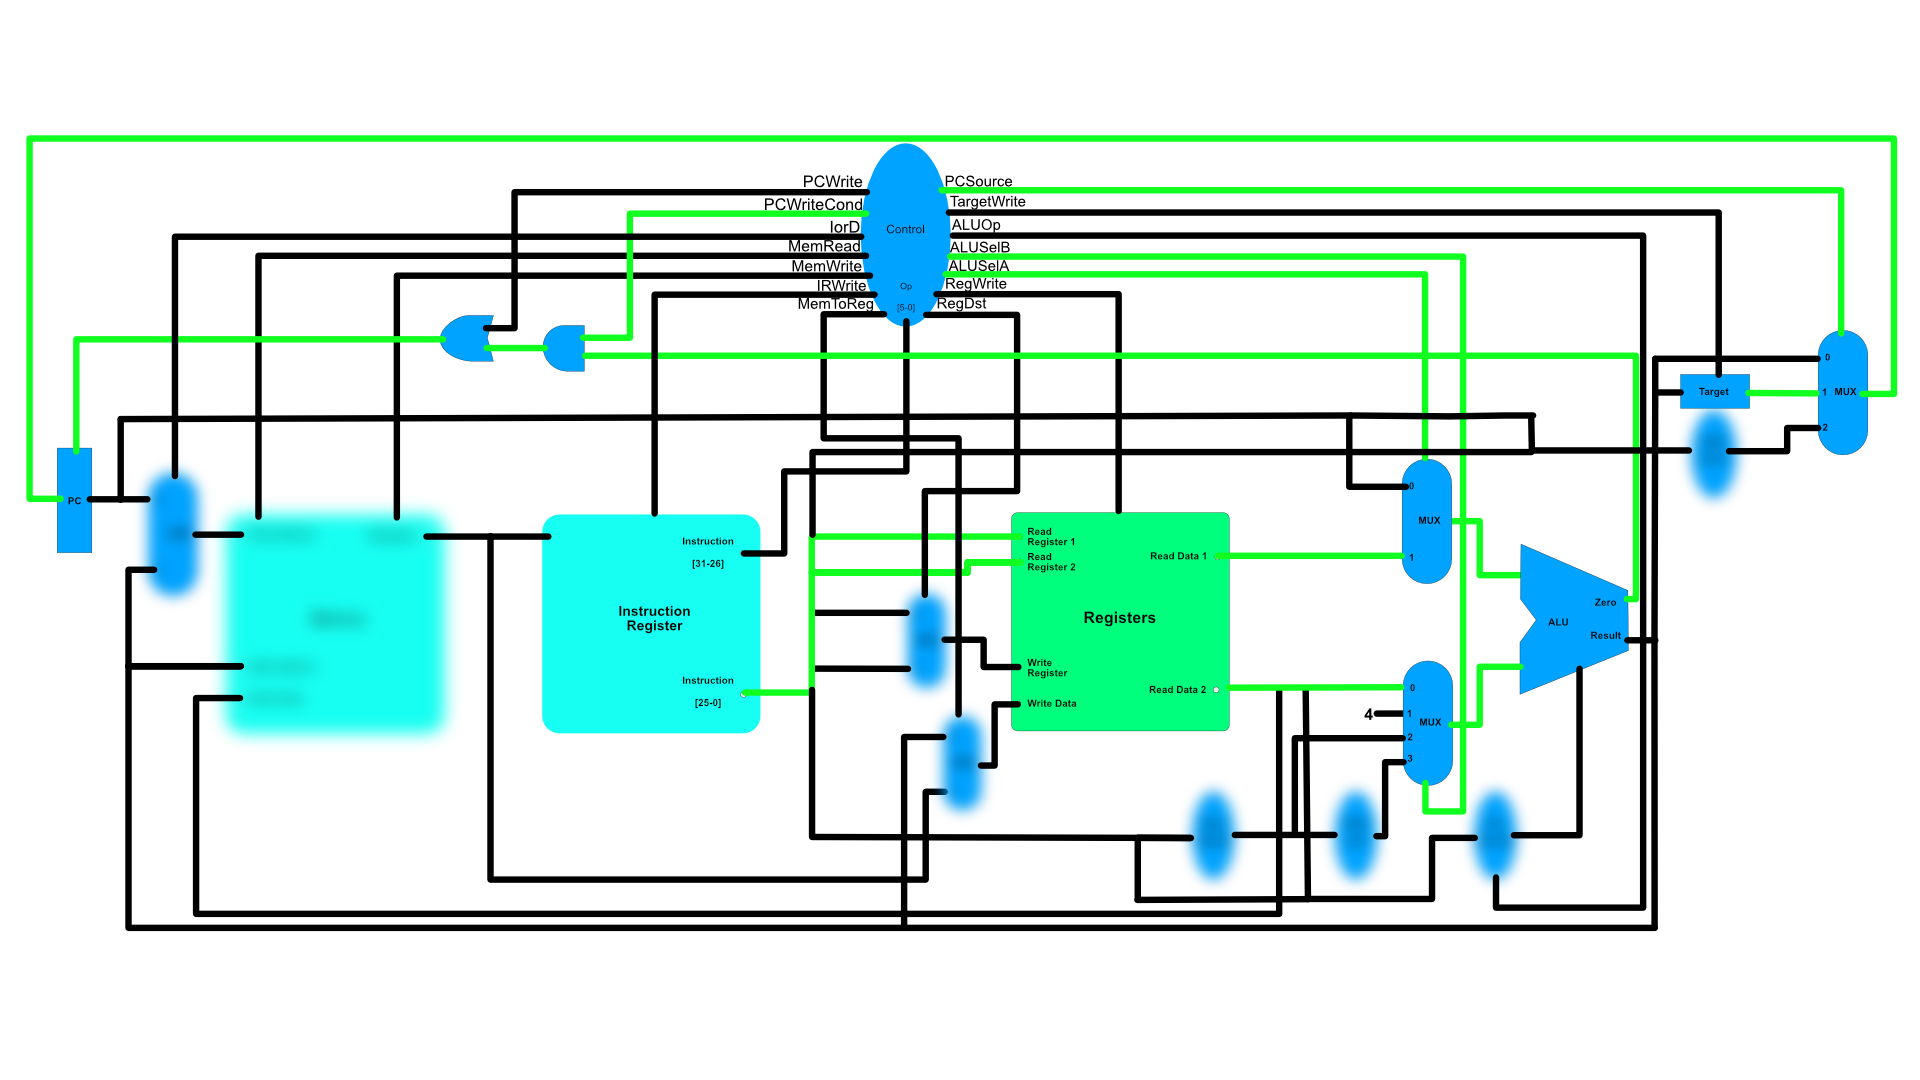 PCWrite
PCWriteCond
IorD
MemRead
MemWrite
IRWrite
MemToReg
Control
Op
[5-0]
PCSource
TargetWrite
ALUOp
ALUSelB
ALUSelA
RegWrite
RegDst
PC
Instruction
[31-26]
Instruction
Register
Instruction
[25-0]
Read
Register 1
Read
Register 2
Read Data 1
Registers
Write
Register
Read Data 2
Write Data
0
MUX
1
0
4
1
MUX
2
3
Zero
ALU
Result
Target
0
1
MUX
2